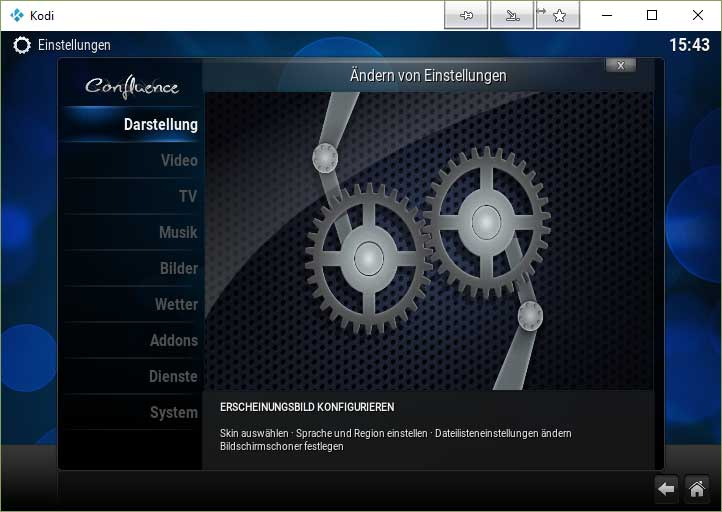 Kodi
Einstellungen
15:43
Confluence
Ändern von Einstellungen
x
Darstellung
Video
TV
Musik
Bilder
Wetter
Addons
Dienste
System
ERSCHEINUNGSBILD KONFIGURIEREN
Skin auswählen · Sprache und Region einstellen · Dateilisteneinstellungen ändern
Bildschirmschoner festlegen